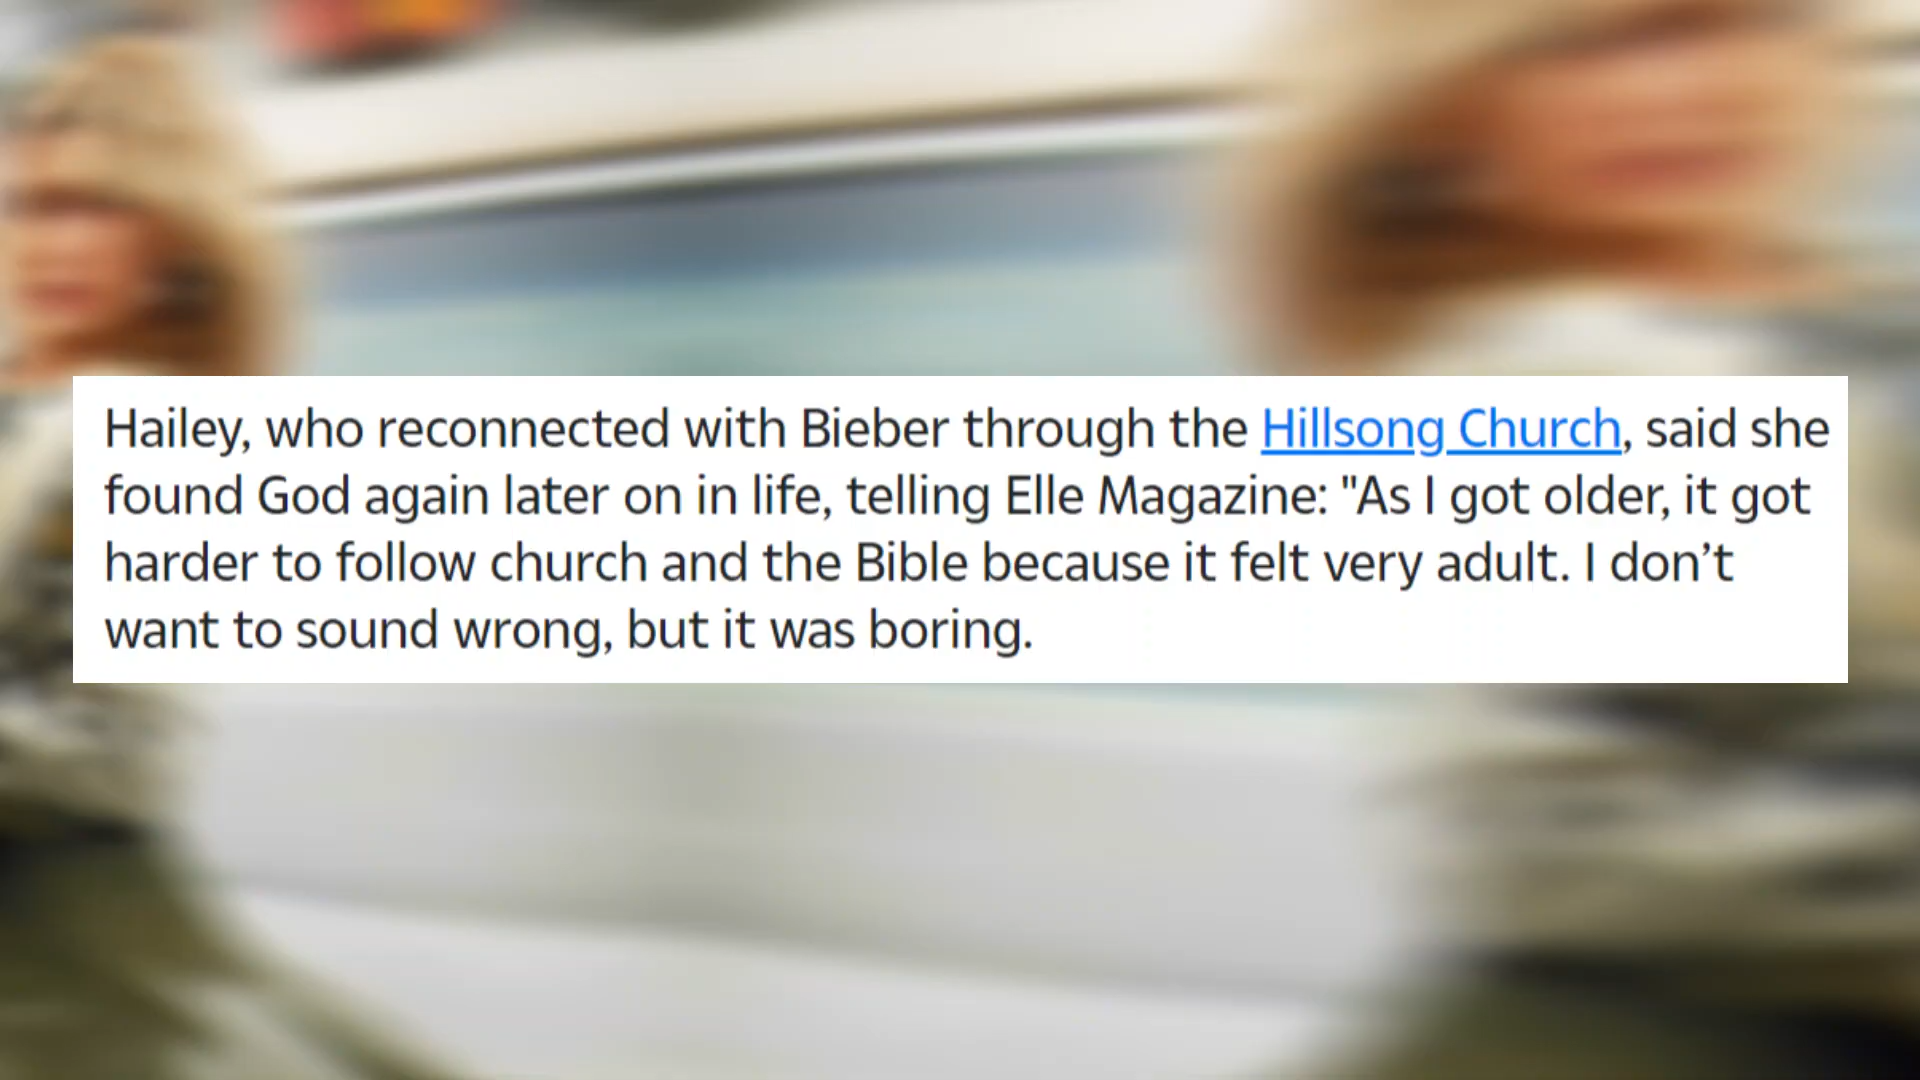 Hailey, who reconnected with Bieber through the Hillsong Church, said she
found God again later on in life, telling Elle Magazine: "As I got older, it got
harder to follow church and the Bible because it felt very adult. I don’t
want to sound wrong, but it was boring.